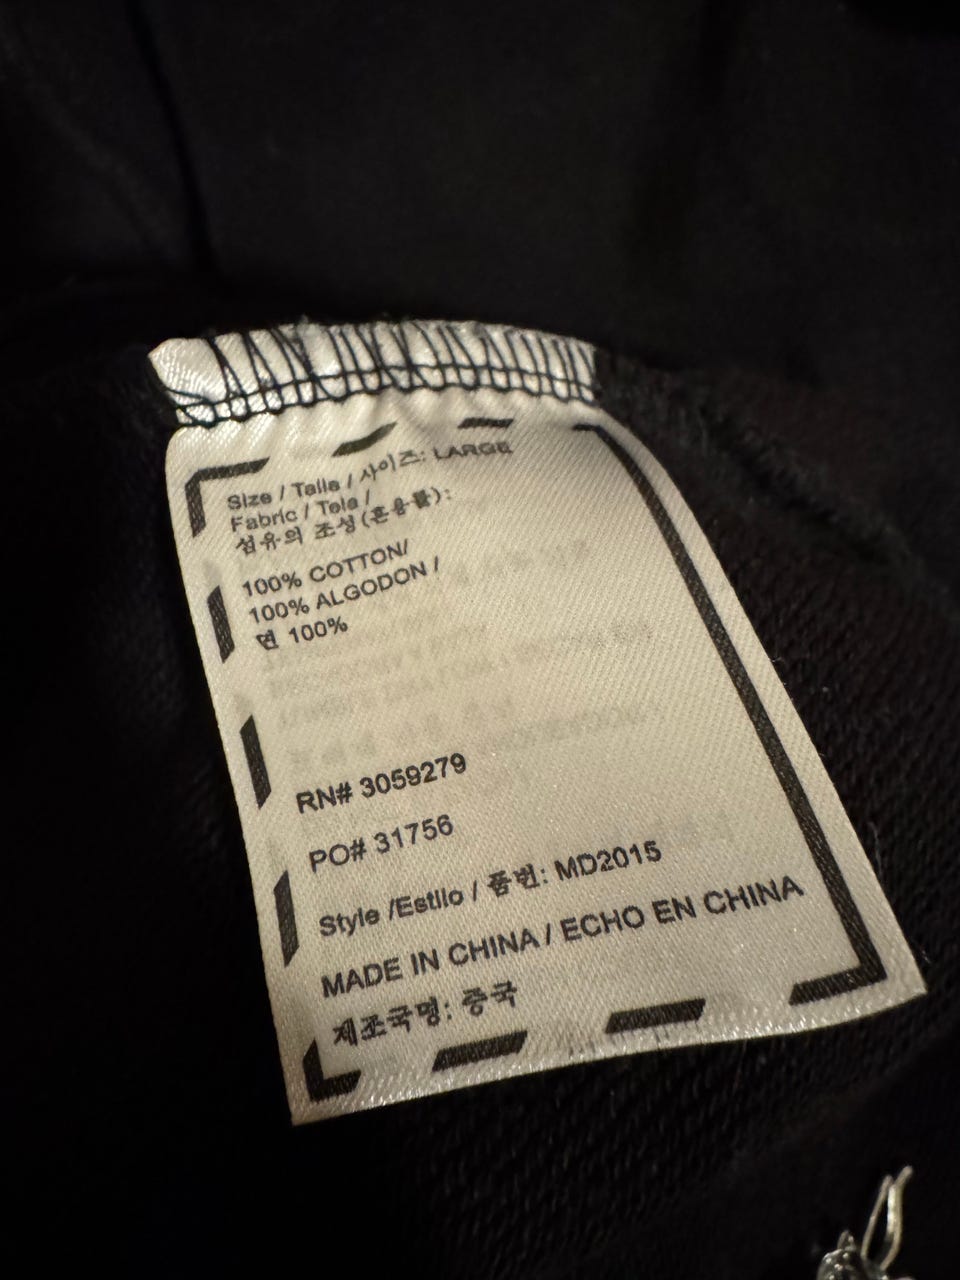 Size / Talla / 사이즈: LARGE
Fabric / Tela /
섬유의 조성(혼용률):
100% COTTON/
100% ALGODON /
면 100%
RN# 3059279
PO# 31756
Style /Estilo / 품번: MD2015
MADE IN CHINA / ECHO EN CHINA
제조국명: 중국